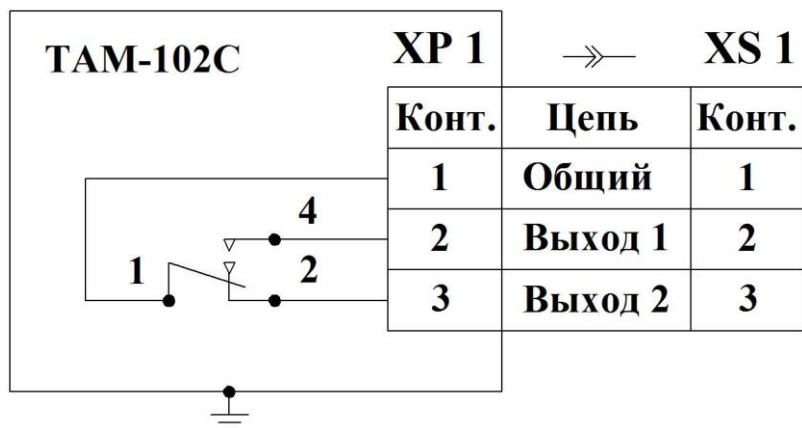 ТАМ-102С
XP 1 XS 1
Конт. Цепь Конт.
1 Общий 1
4
2 Выход 1 2
1 2
3 Выход 2 3